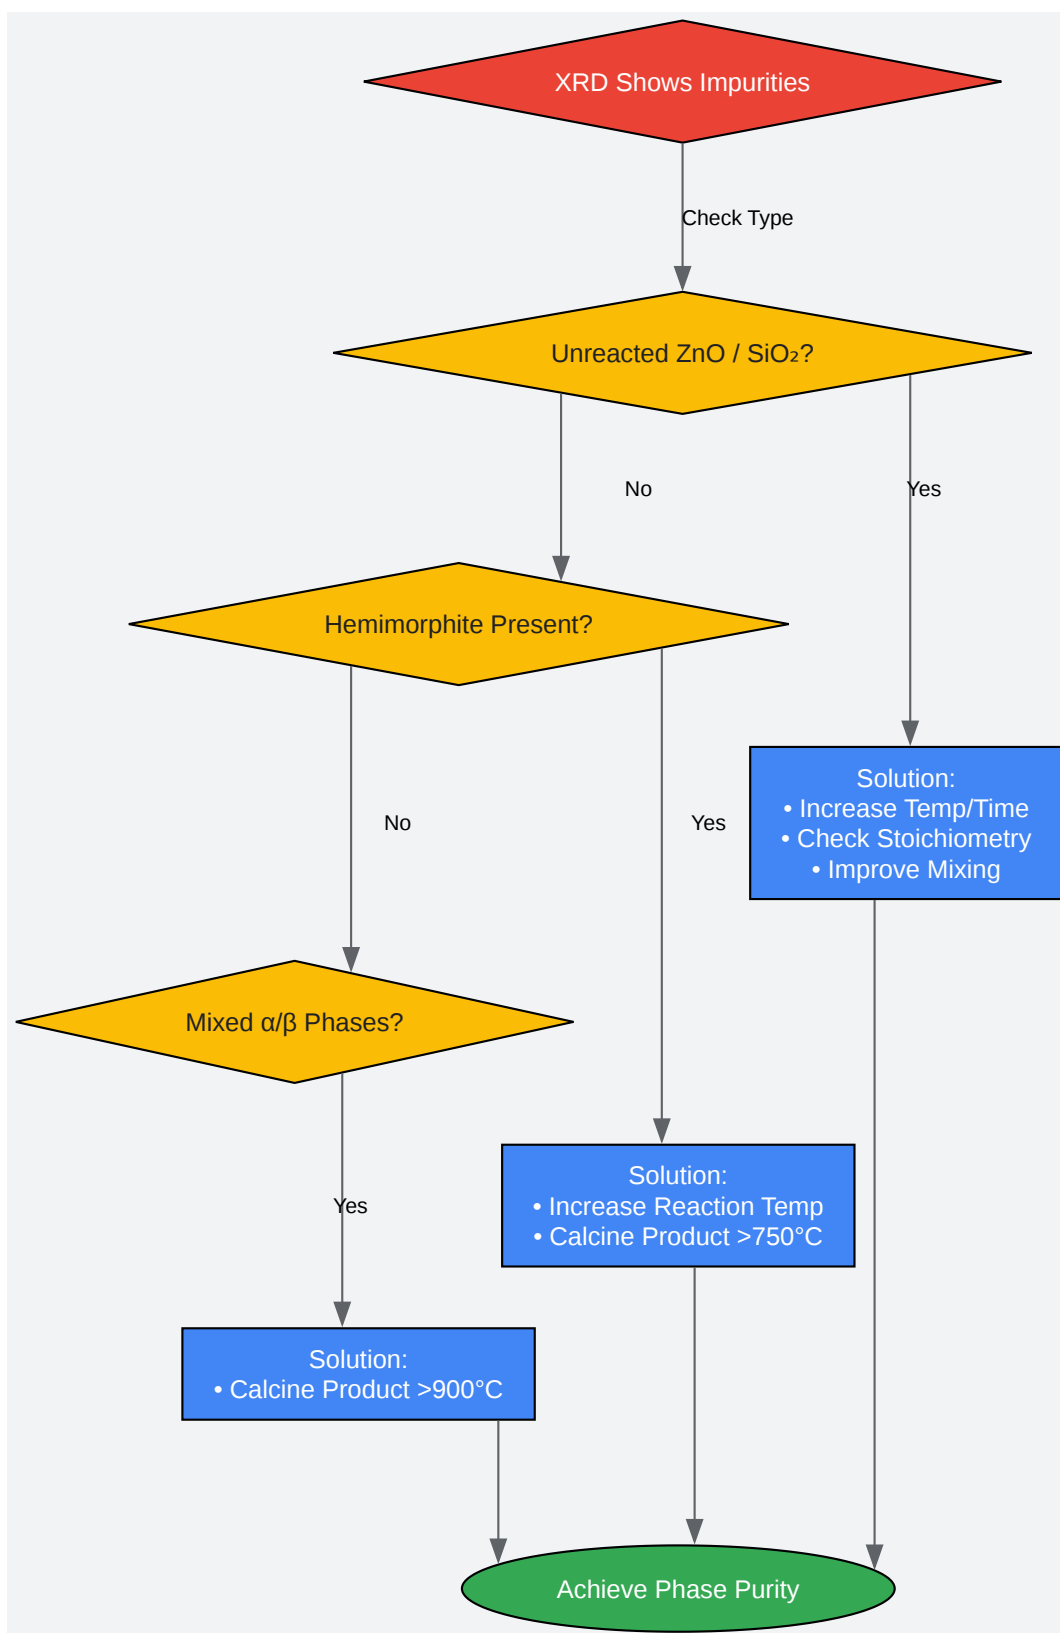 XRD Shows Impurities
Check Type
Unreacted ZnO / SiO₂?
No
Yes
Hemimorphite Present?
Solution:
• Increase Temp/Time
• Check Stoichiometry
• Improve Mixing
No
Yes
Mixed α/β Phases?
Solution:
• Increase Reaction Temp
• Calcine Product >750°C
Yes
Solution:
• Calcine Product >900°C
Achieve Phase Purity